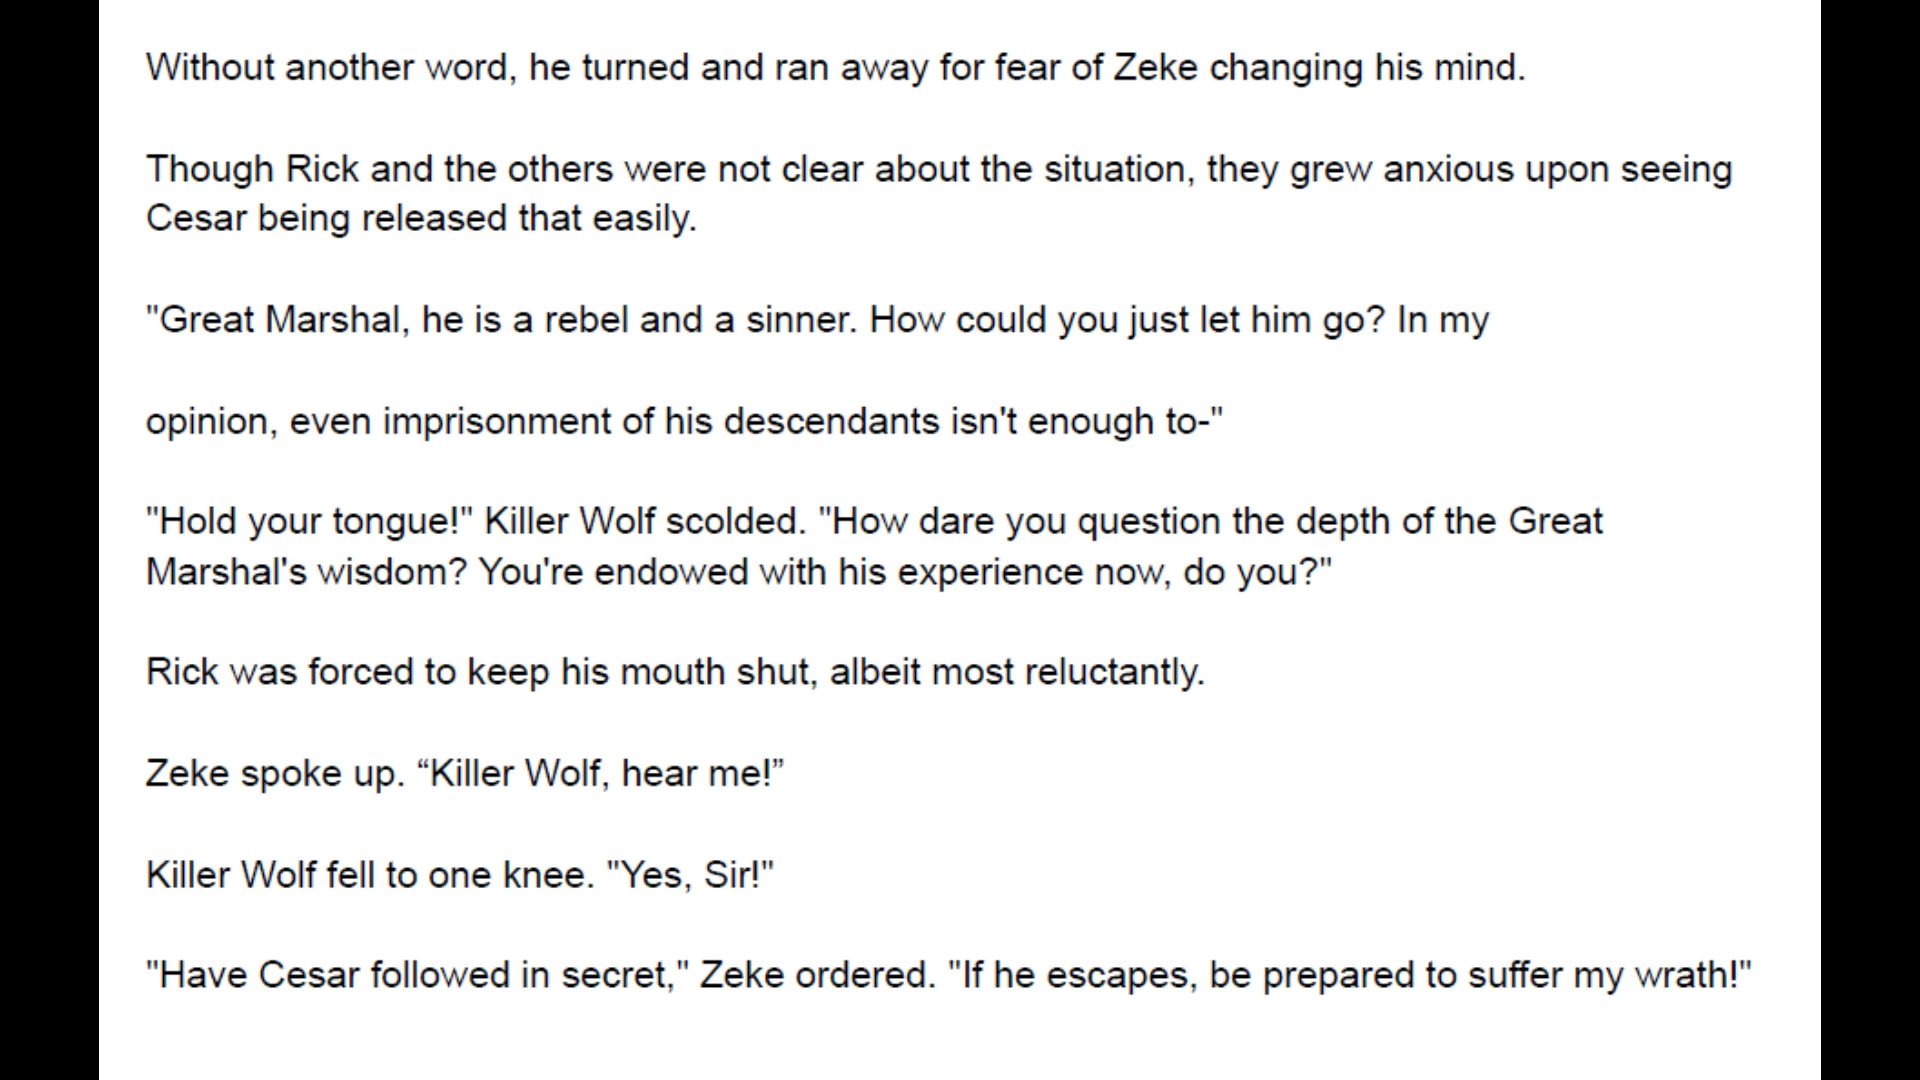 Without another word, he turned and ran away for fear of Zeke changing his mind.
Though Rick and the others were not clear about the situation, they grew anxious upon seeing
Cesar being released that easily.
"Great Marshal, he is a rebel and a sinner. How could you just let him go? In my
opinion, even imprisonment of his descendants isn't enough to-"
"Hold your tongue!" Killer Wolf scolded. "How dare you question the depth of the Great
Marshal's wisdom? You're endowed with his experience now, do you?"
Rick was forced to keep his mouth shut, albeit most reluctantly.
Zeke spoke up. “Killer Wolf, hear me!”
Killer Wolf fell to one knee. "Yes, Sir!"
"Have Cesar followed in secret," Zeke ordered. "If he escapes, be prepared to suffer my wrath!"